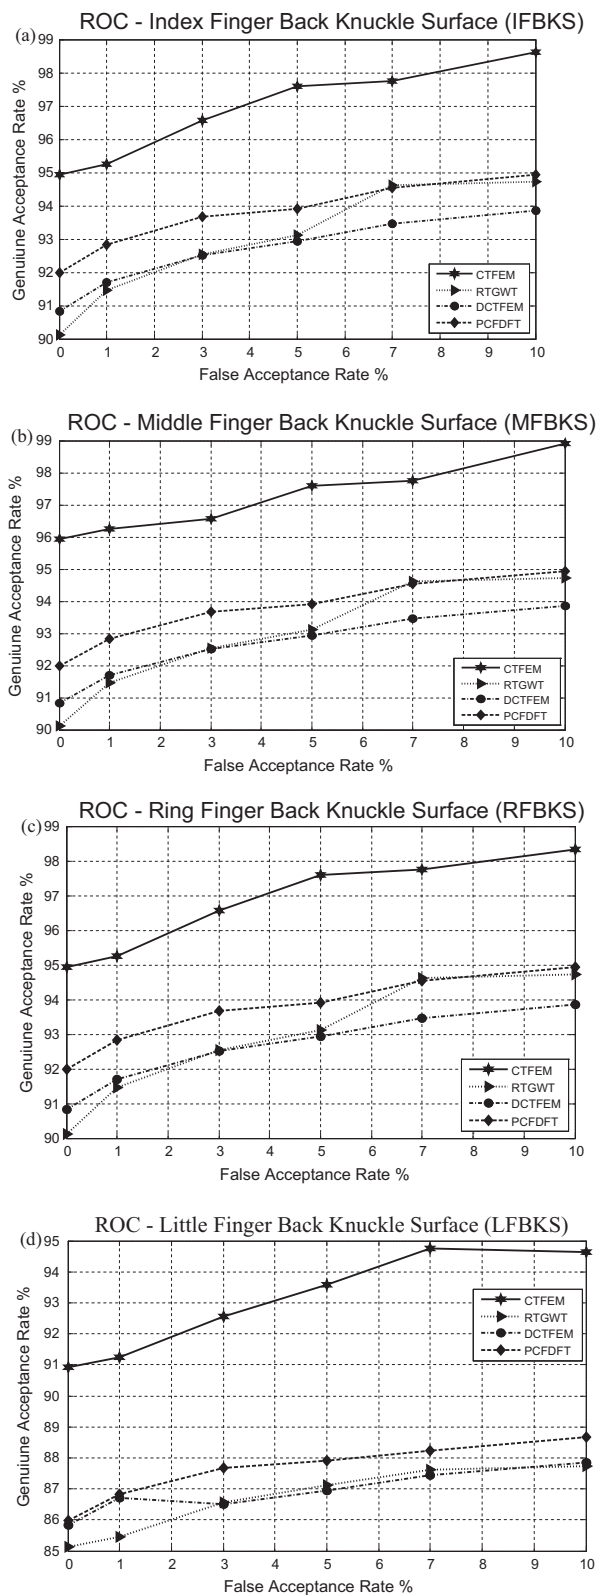 (a) ROC - Index Finger Back Knuckle Surface (IFBKS)
99
98
97
96
95
94
93
92
91
90
Genuiune Acceptance Rate %
CTFEM
RTGWT
DCTFEM
PCFDFT
0 1 2 3 4 5 6 7 8 9 10
False Acceptance Rate %
(b) ROC - Middle Finger Back Knuckle Surface (MFBKS)
99
98
97
96
95
94
93
92
91
90
Genuiune Acceptance Rate %
CTFEM
RTGWT
DCTFEM
PCFDFT
0 1 2 3 4 5 6 7 8 9 10
False Acceptance Rate %
(c) ROC - Ring Finger Back Knuckle Surface (RFBKS)
99
98
97
96
95
94
93
92
91
90
Genuiune Acceptance Rate %
CTFEM
RTGWT
DCTFEM
PCFDFT
0 1 2 3 4 5 6 7 8 9 10
False Acceptance Rate %
(d) ROC - Little Finger Back Knuckle Surface (LFBKS)
95
94
93
92
91
90
89
88
87
86
85
Genuiune Acceptance Rate %
CTFEM
RTGWT
DCTFEM
PCFDFT
0 1 2 3 4 5 6 7 8 9 10
False Acceptance Rate %